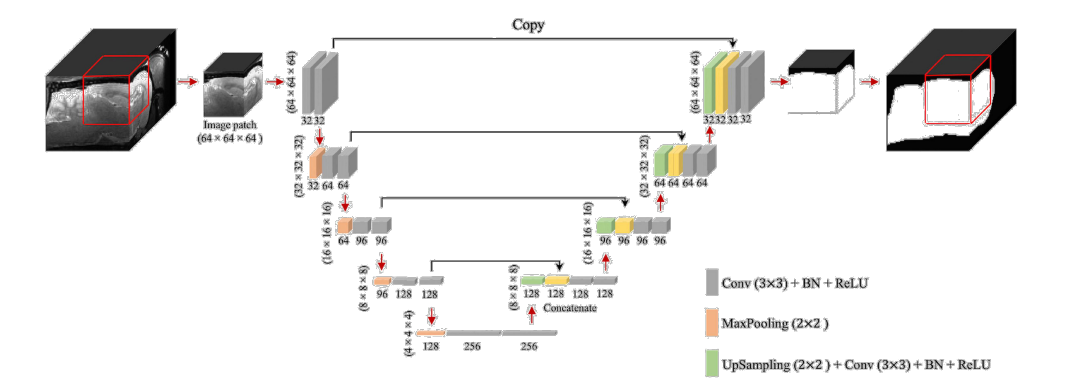 Copy
(64×64×64)
32 32
Image patch
(64×64×64 )
(64×64×64)
32 32 32 32
(32×32×32)
32 64 64
(32×32×32)
64 64 64 64
(16×16×16)
64 96 96
(16×16×16)
96 96 96 96
(8×8×8)
96 128 128
(8×8×8)
128 128 128 128
Concatenate
(4×4×4)
128 256 256
Conv (3×3) + BN + ReLU
MaxPooling (2×2 )
UpSampling (2×2 ) + Conv (3×3) + BN + ReLU